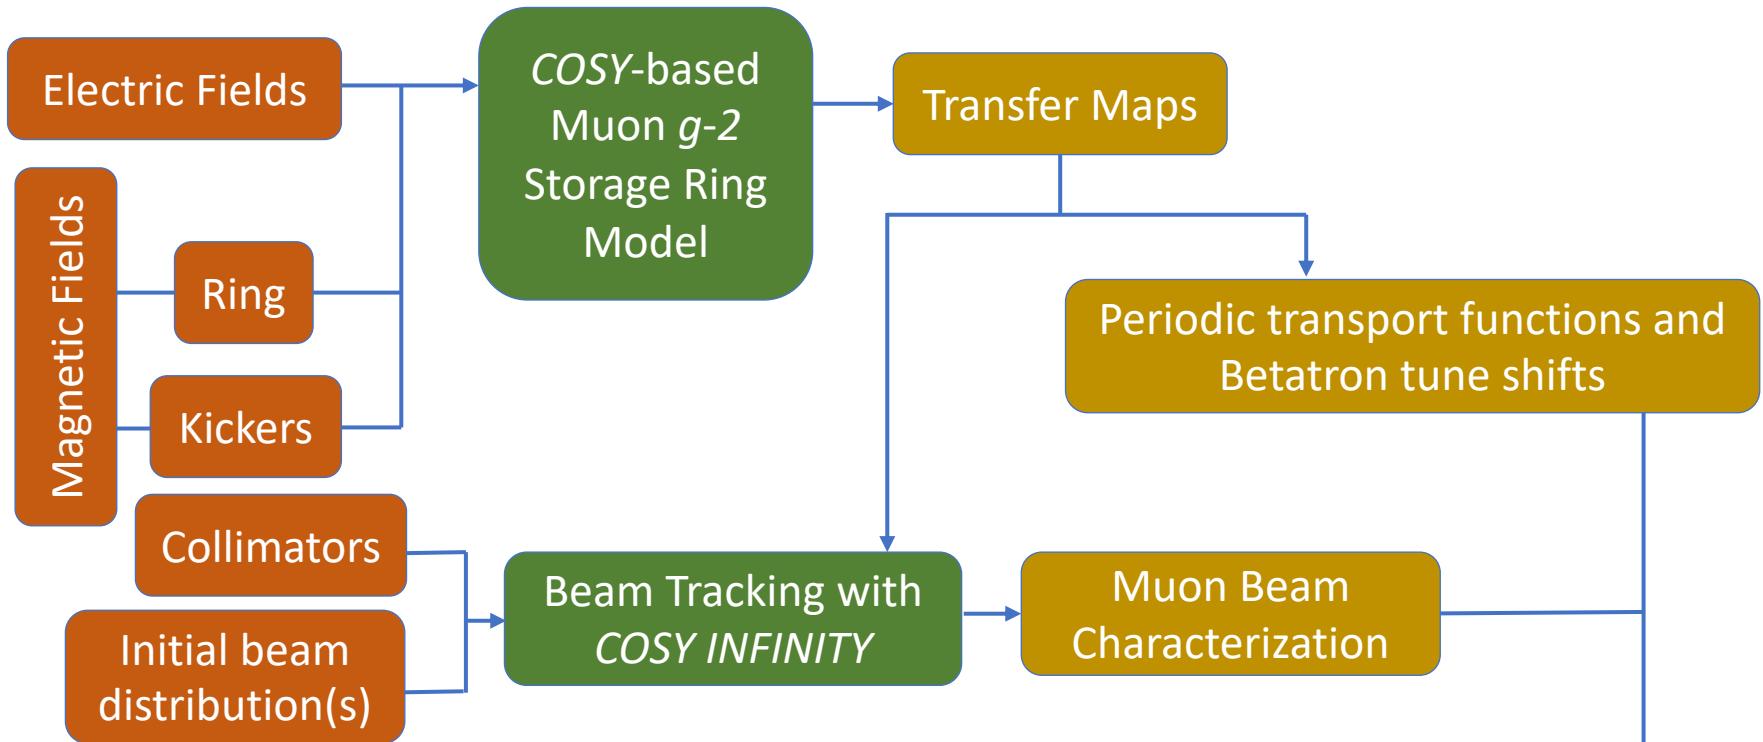 Electric Fields
COSY-based
Muon g-2
Storage Ring
Model
Transfer Maps
Magnetic Fields
Ring
Kickers
Periodic transport functions and
Betatron tune shifts
Collimators
Initial beam
distribution(s)
Beam Tracking with
COSY INFINITY
Muon Beam
Characterization